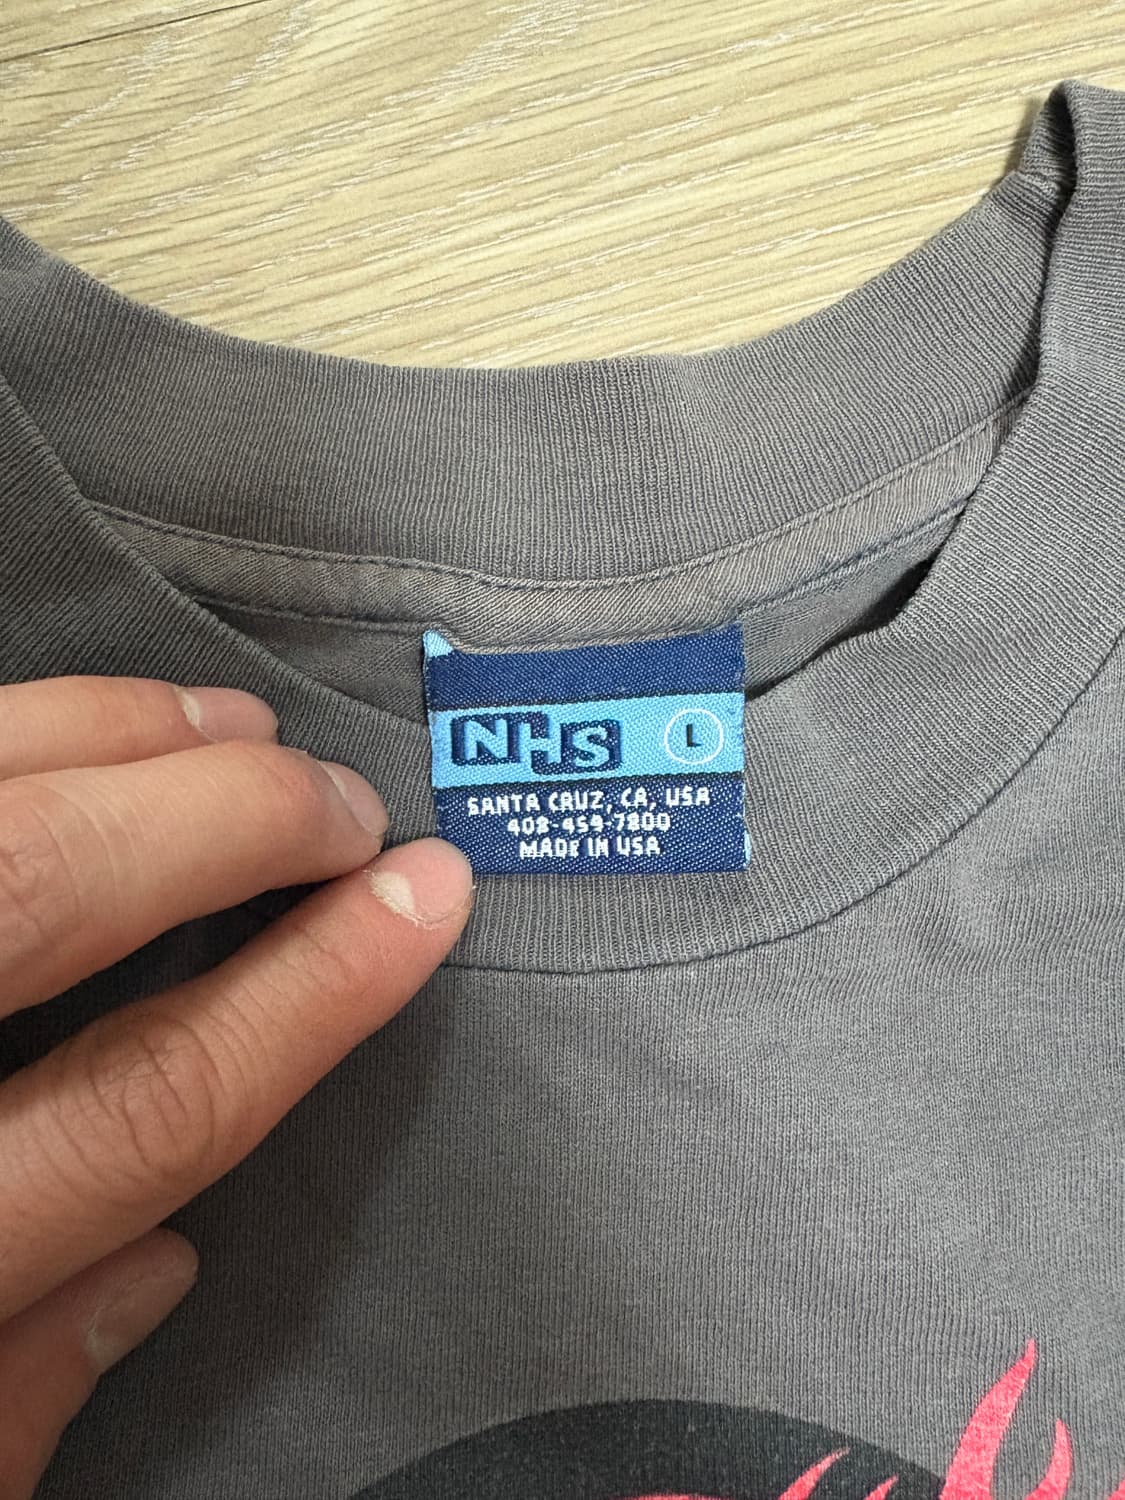 NHS L
SANTA CRUZ, CA, USA
408-459-7800
MADE IN USA